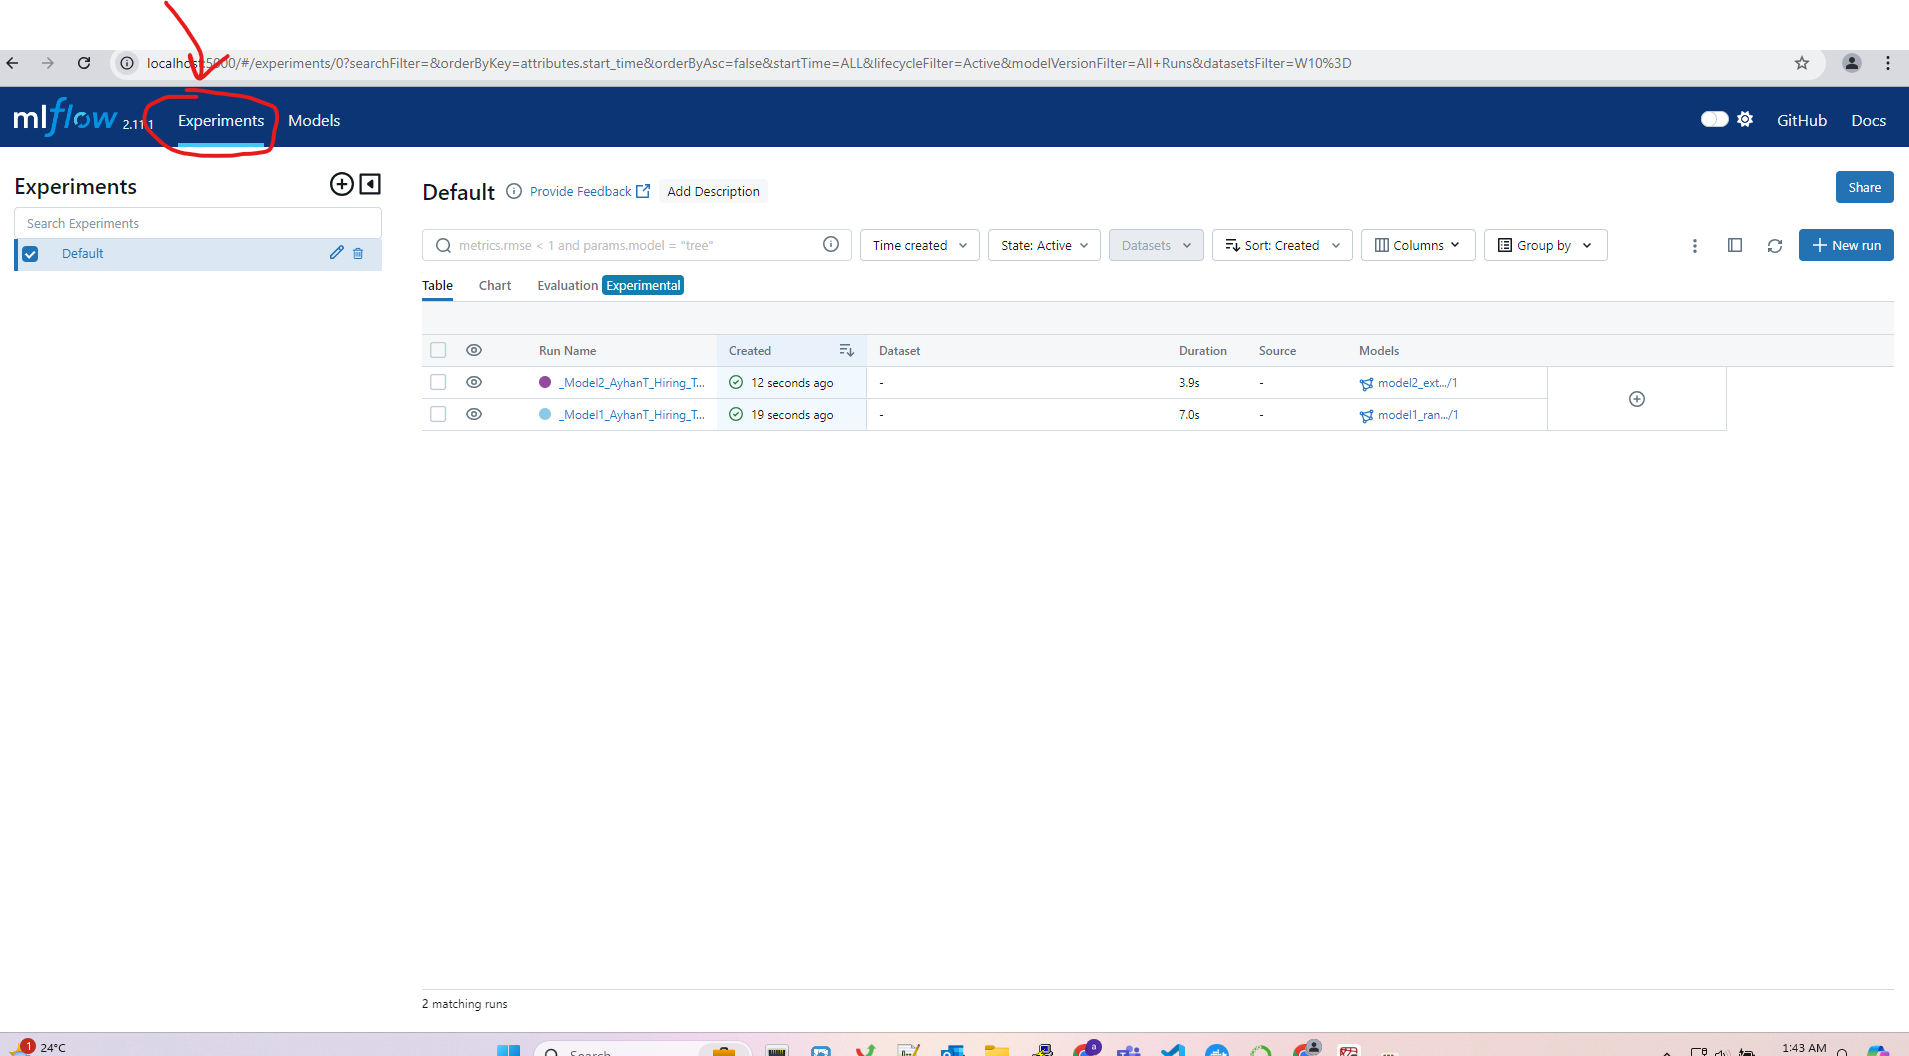 localhost:5000/#/experiments/0?searchFilter=&orderByKey=attributes.start_time&orderByAsc=false&startTime=ALL&lifecycleFilter=Active&modelVersionFilter=All+Runs&datasetsFilter=W10%3D
mlflow 2.11.1 Experiments Models GitHub Docs
Experiments
Search Experiments
Default
Default Provide Feedback Add Description Share
metrics.rmse < 1 and params.model = "tree" Time created State: Active Datasets Sort: Created Columns Group by New run
Table Chart Evaluation Experimental
Run Name Created Dataset Duration Source Models
_Model2_AyhanT_Hiring_T... 12 seconds ago - 3.9s - model2_ext.../1
_Model1_AyhanT_Hiring_T... 19 seconds ago - 7.0s - model1_ran.../1
2 matching runs
1 24°C Search a 1:43 AM